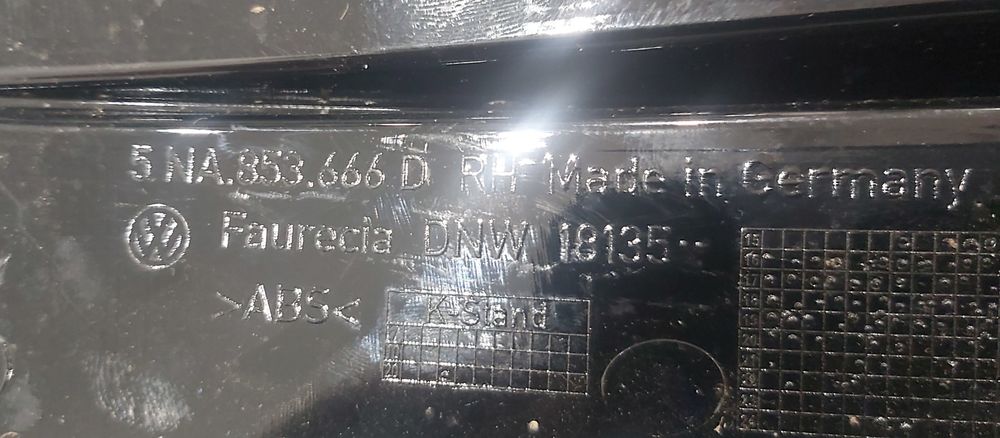 5NA.853.666 D RH Made in Germany
Faurecia DNW 18135--
>ABS<
K-Stand